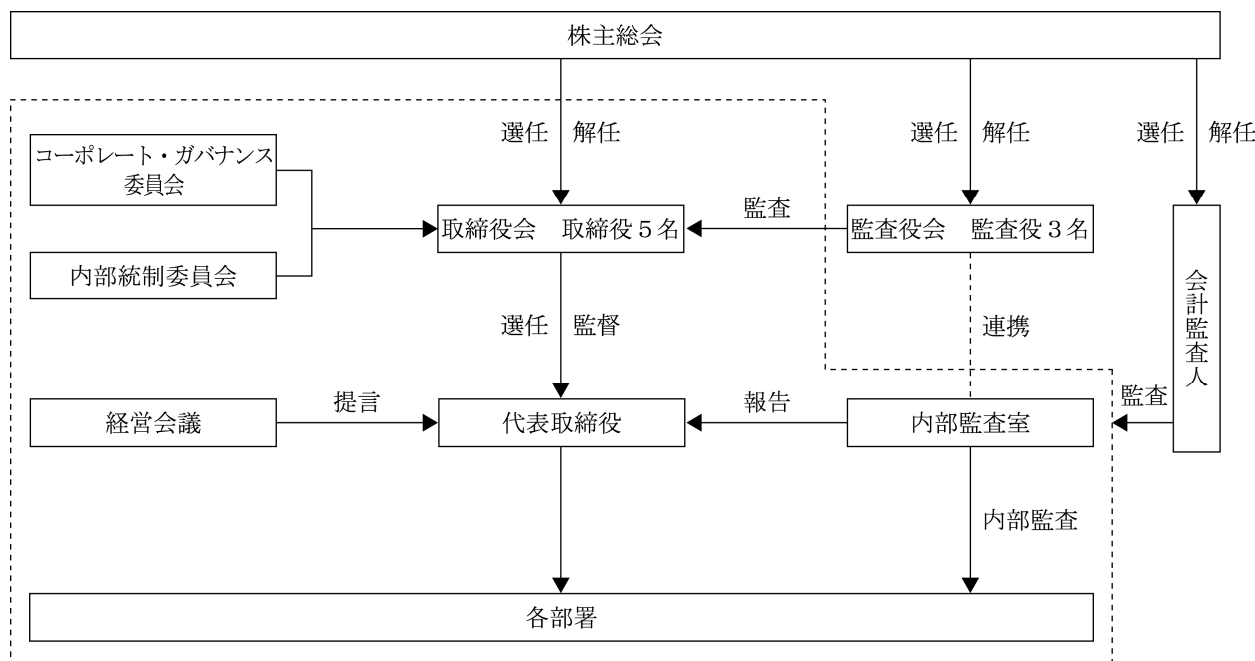 株主総会
選任 解任
選任 解任
選任 解任
コーポレート・ガバナンス
委員会
取締役会 取締役5名
監査
監査役会 監査役3名
内部統制委員会
会計監査人
選任 監督
連携
経営会議
提言
代表取締役
報告
内部監査室
監査
内部監査
各部署